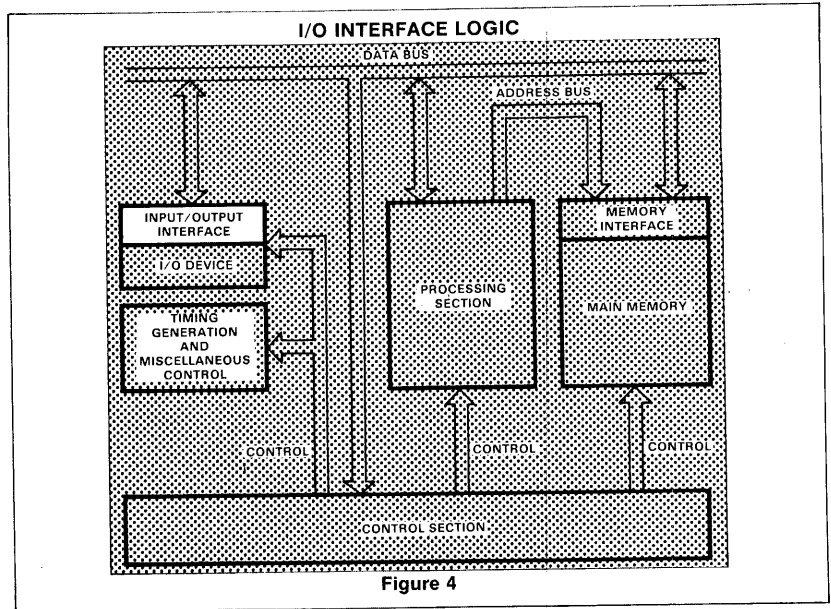 I/O INTERFACE LOGIC
DATA BUS
ADDRESS BUS
INPUT/OUTPUT
INTERFACE
I/O DEVICE
TIMING
GENERATION
AND
MISCELLANEOUS
CONTROL
PROCESSING
SECTION
MEMORY
INTERFACE
MAIN MEMORY
CONTROL
CONTROL
CONTROL
CONTROL SECTION
Figure 4